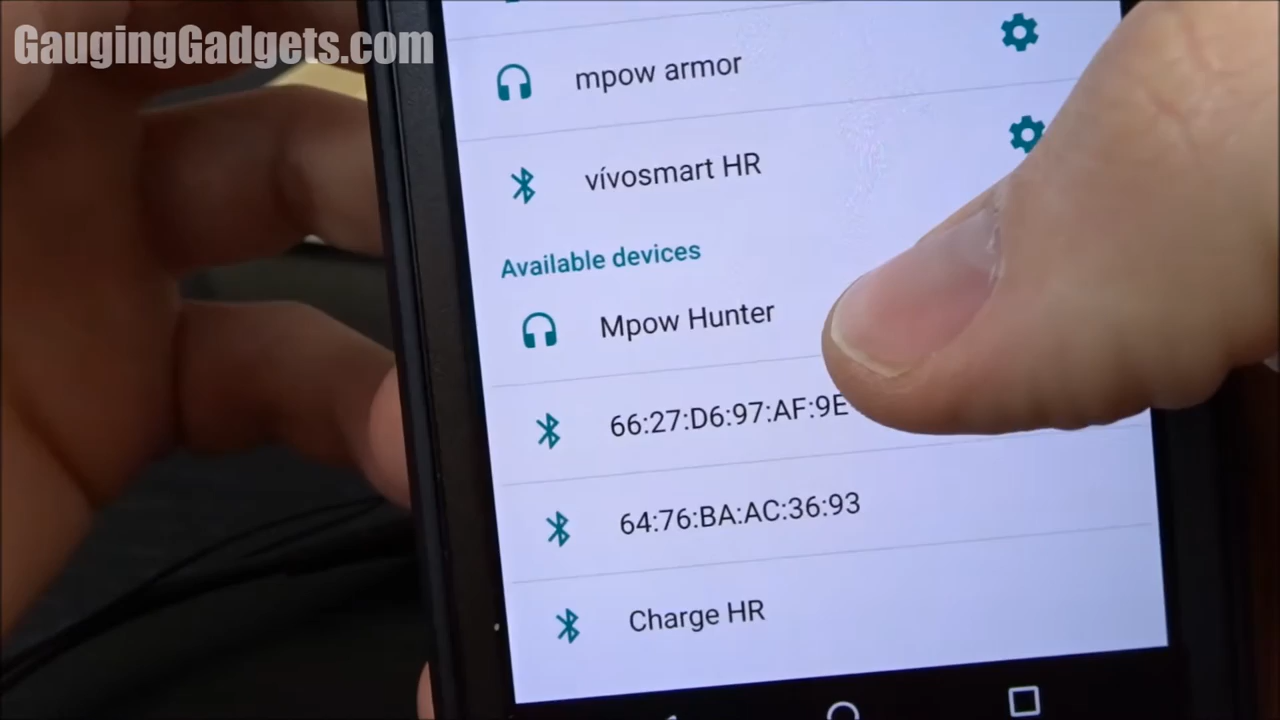 GaugingGadgets.com
mpow armor
vívosmart HR
Available devices
Mpow Hunter
66:27:D6:97:AF:9E
64:76:BA:AC:36:93
Charge HR